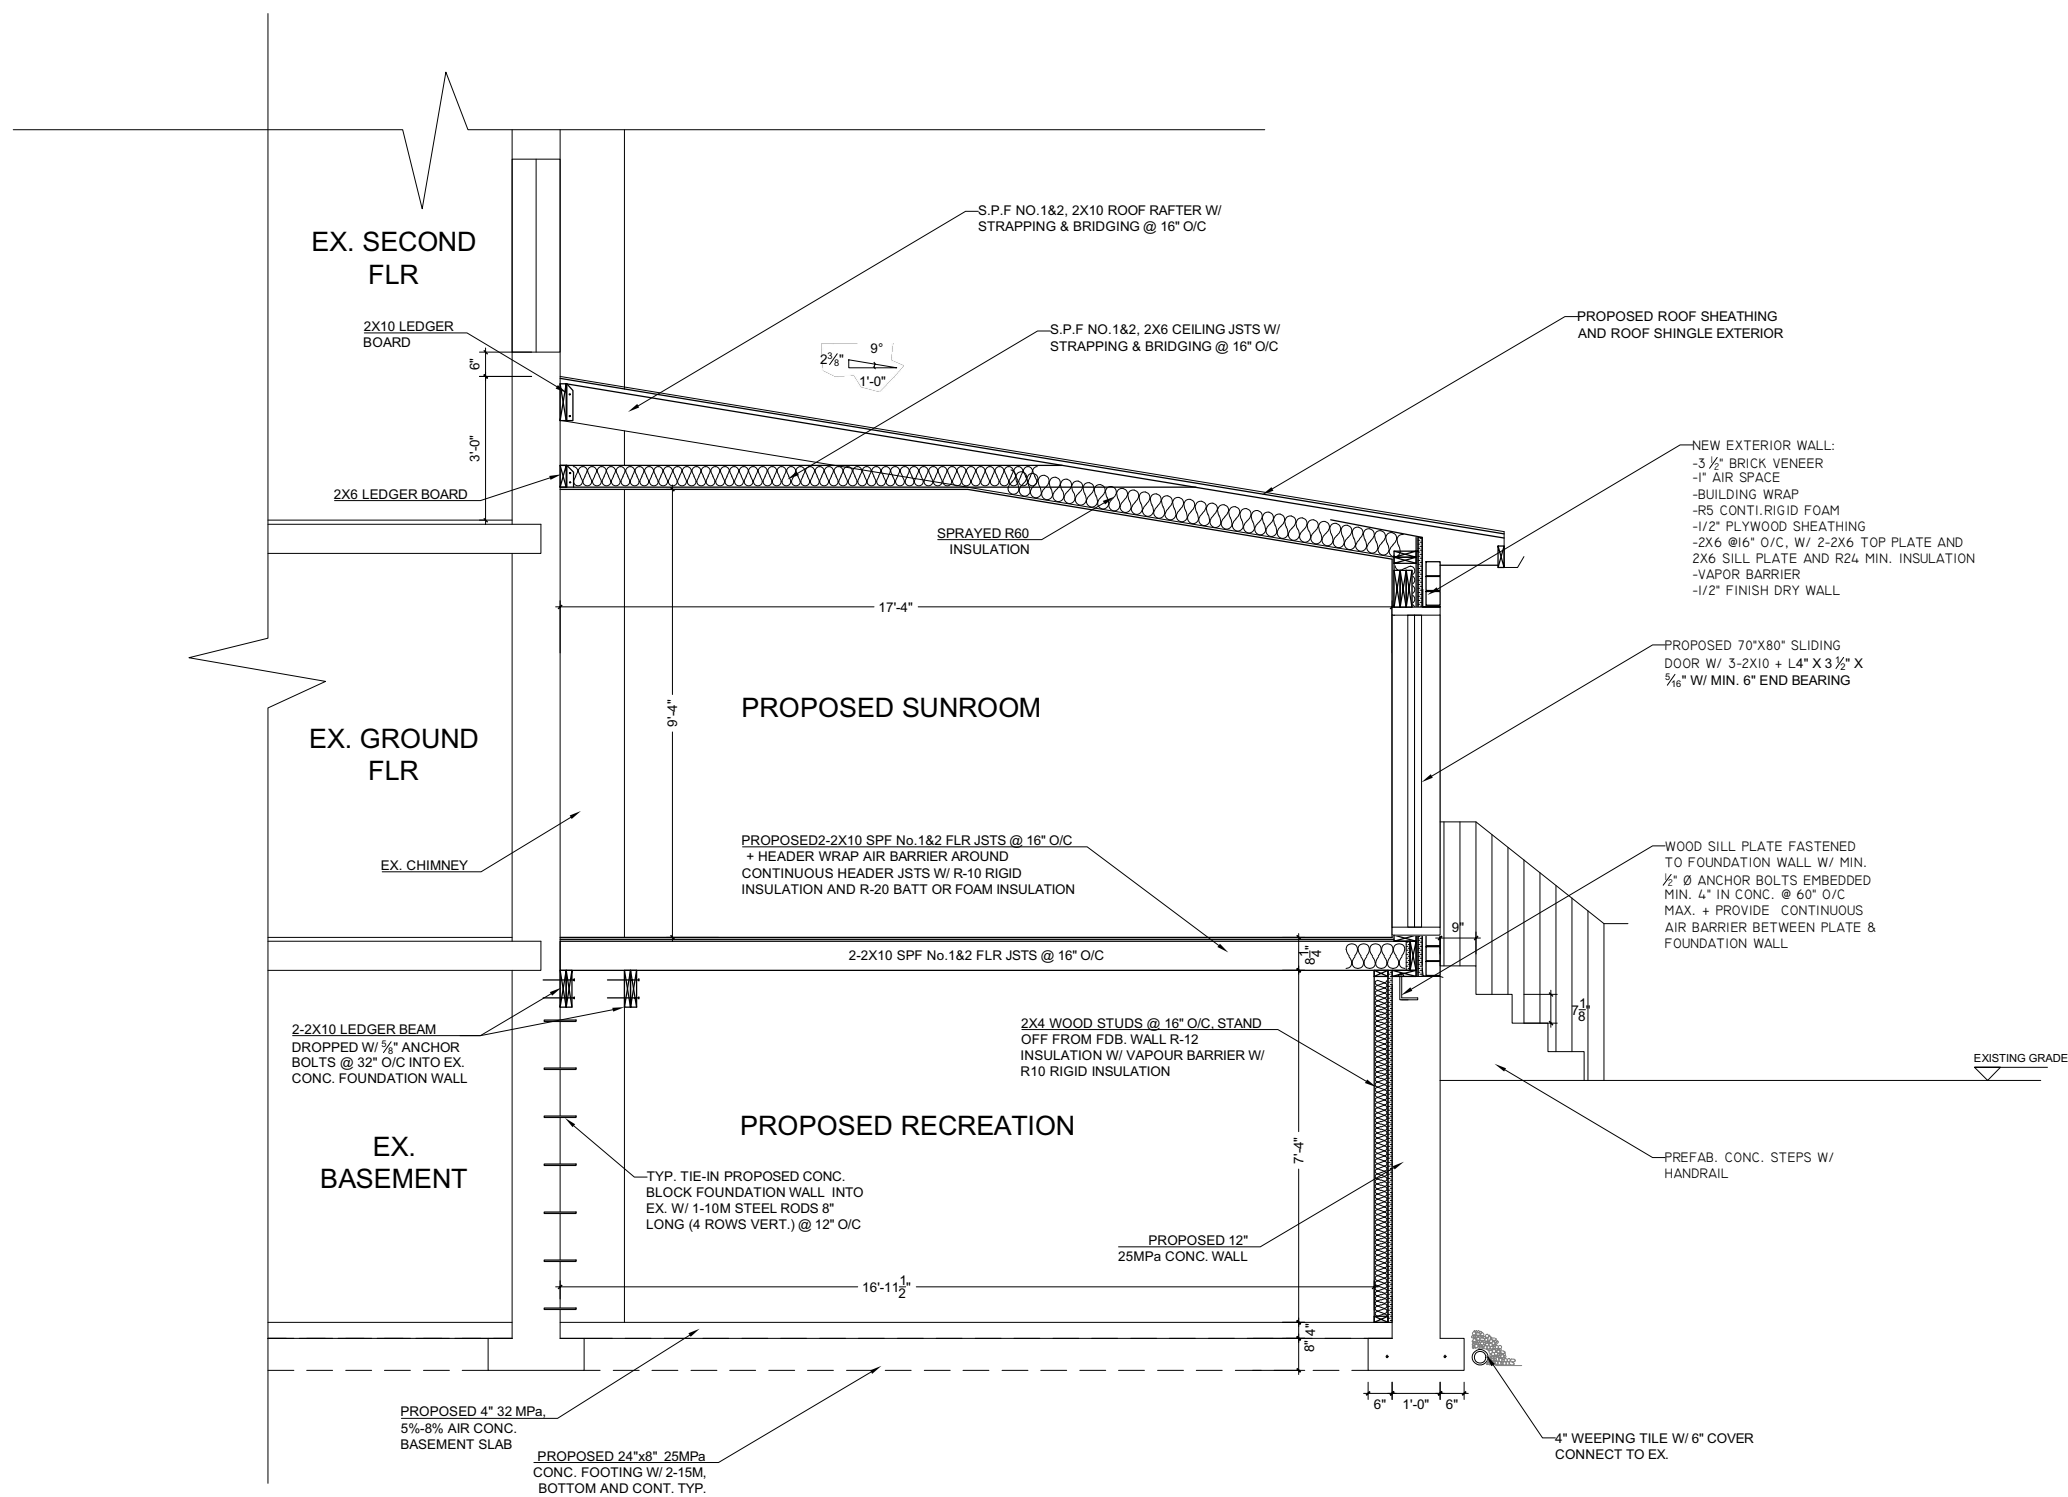 EX. SECOND
FLR
S.P.F NO.1&2, 2X10 ROOF RAFTER W/
STRAPPING & BRIDGING @ 16" O/C
2X10 LEDGER
BOARD
6"
S.P.F NO.1&2, 2X6 CEILING JSTS W/
STRAPPING & BRIDGING @ 16" O/C
9°
2⅜"
1'-0"
PROPOSED ROOF SHEATHING
AND ROOF SHINGLE EXTERIOR
3'-0"
2X6 LEDGER BOARD
SPRAYED R60
INSULATION
NEW EXTERIOR WALL:
-3 ½" BRICK VENEER
-1" AIR SPACE
-BUILDING WRAP
-R5 CONTI.RIGID FOAM
-1/2" PLYWOOD SHEATHING
-2X6 @16" O/C, W/ 2-2X6 TOP PLATE AND
2X6 SILL PLATE AND R24 MIN. INSULATION
-VAPOR BARRIER
-1/2" FINISH DRY WALL
17'-4"
PROPOSED 70"X80" SLIDING
DOOR W/ 3-2X10 + L4" X 3 ½" X
5⁄16" W/ MIN. 6" END BEARING
9'-4"
PROPOSED SUNROOM
EX. GROUND
FLR
EX. CHIMNEY
PROPOSED2-2X10 SPF No.1&2 FLR JSTS @ 16" O/C
+ HEADER WRAP AIR BARRIER AROUND
CONTINUOUS HEADER JSTS W/ R-10 RIGID
INSULATION AND R-20 BATT OR FOAM INSULATION
WOOD SILL PLATE FASTENED
TO FOUNDATION WALL W/ MIN.
½" Ø ANCHOR BOLTS EMBEDDED
MIN. 4" IN CONC. @ 60" O/C
MAX. + PROVIDE CONTINUOUS
AIR BARRIER BETWEEN PLATE &
FOUNDATION WALL
9"
2-2X10 SPF No.1&2 FLR JSTS @ 16" O/C
8 1/4"
7 1/8"
2-2X10 LEDGER BEAM
DROPPED W/ ⅝" ANCHOR
BOLTS @ 32" O/C INTO EX.
CONC. FOUNDATION WALL
2X4 WOOD STUDS @ 16" O/C, STAND
OFF FROM FDB. WALL R-12
INSULATION W/ VAPOUR BARRIER W/
R10 RIGID INSULATION
EXISTING GRADE
PROPOSED RECREATION
EX.
BASEMENT
7'-4"
PREFAB. CONC. STEPS W/
HANDRAIL
TYP. TIE-IN PROPOSED CONC.
BLOCK FOUNDATION WALL INTO
EX. W/ 1-10M STEEL RODS 8"
LONG (4 ROWS VERT.) @ 12" O/C
PROPOSED 12"
25MPa CONC. WALL
16'-11 1/2"
4"
8"
6"
1'-0"
6"
PROPOSED 4" 32 MPa,
5%-8% AIR CONC.
BASEMENT SLAB
PROPOSED 24"x8" 25MPa
CONC. FOOTING W/ 2-15M,
BOTTOM AND CONT. TYP.
4" WEEPING TILE W/ 6" COVER
CONNECT TO EX.